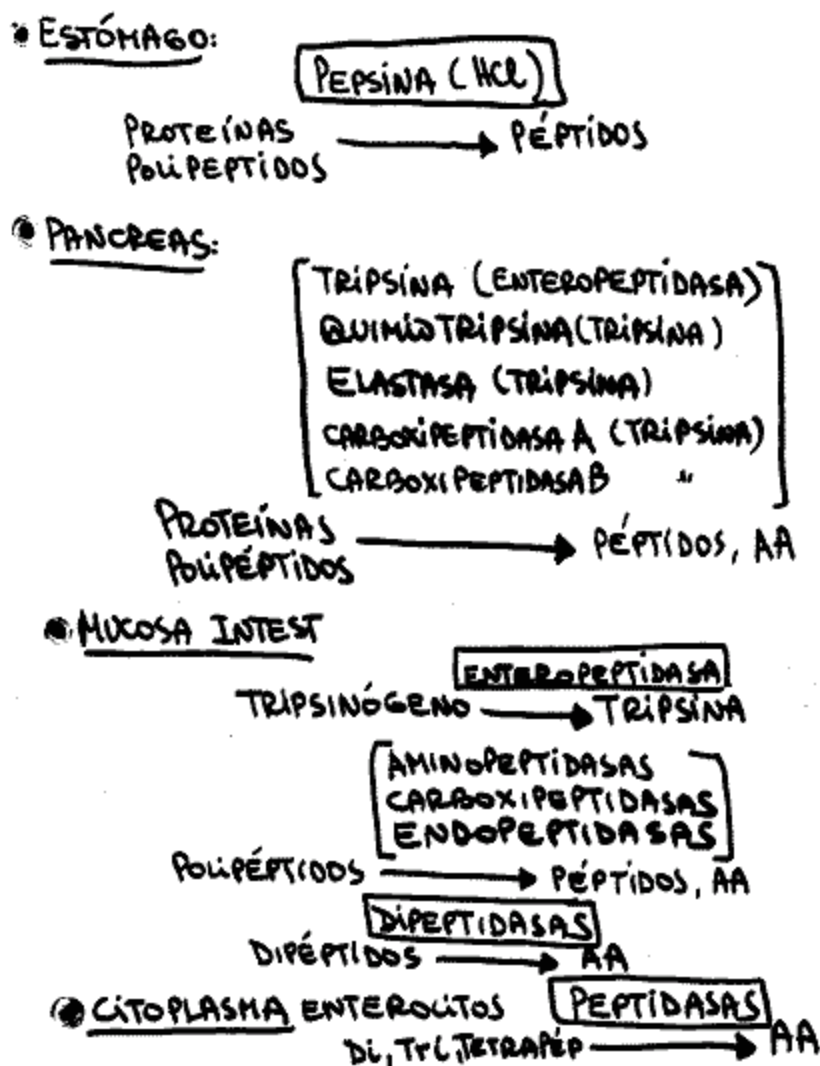 ESTÓMAGO:
PEPSINA (HCl)
PROTEÍNAS → PÉPTIDOS
POLIPEPTIDOS
PANCREAS:
TRIPSÍNA (ENTEROPEPTIDASA)
QUIMIOTRIPSINA (TRIPSINA)
ELASTASA (TRIPSINA)
CARBOXIPEPTIDASA A (TRIPSINA)
CARBOXIPEPTIDASA B "
PROTEÍNAS → PÉPTIDOS, AA
POLIPÉPTIDOS
MUCOSA INTEST
ENTEROPEPTIDASA
TRIPSINÓGENO → TRIPSINA
AMINOPEPTIDASAS
CARBOXIPEPTIDASAS
ENDOPEPTIDASAS
POLIPÉPTIDOS → PÉPTIDOS, AA
DIPEPTIDASAS
DIPÉPTIDOS → AA
CITOPLASMA ENTEROCITOS PEPTIDASAS
Di, Tri, TETRAPÉP → AA